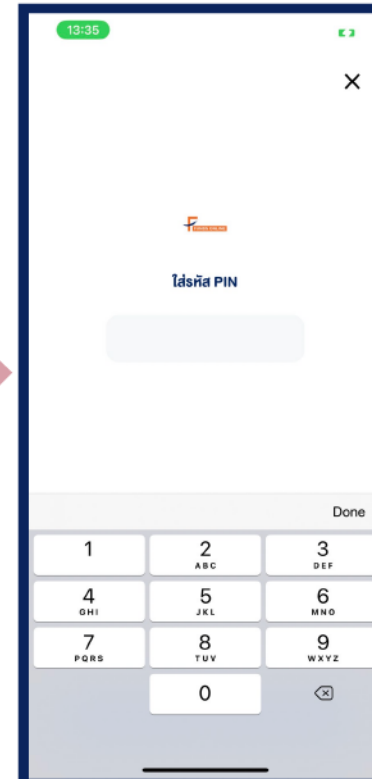 13:35
ใส่รหัส PIN
Done
1
2
ABC
3
DEF
4
GHI
5
JKL
6
MNO
7
PQRS
8
TUV
9
WXYZ
0